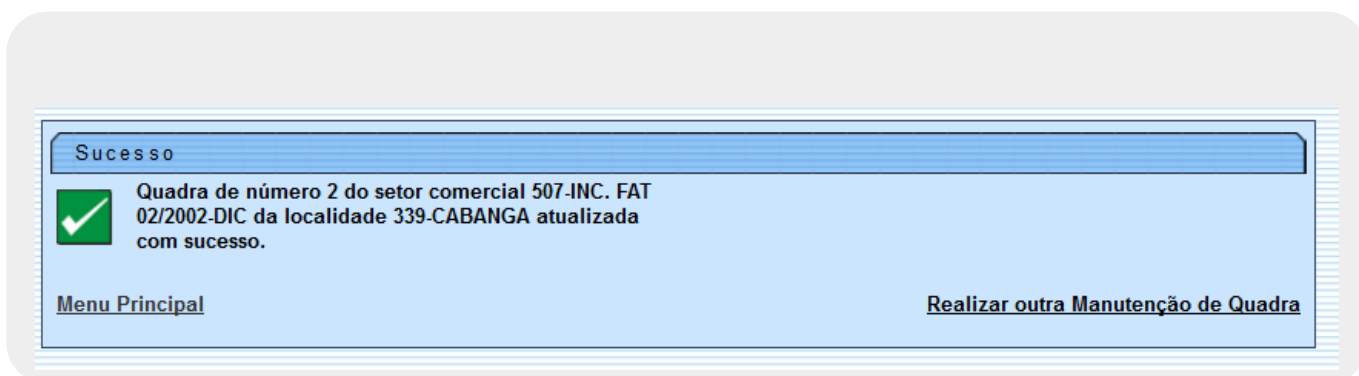 Sucesso
Quadra de número 2 do setor comercial 507-INC. FAT
02/2002-DIC da localidade 339-CABANGA atualizada
com sucesso.
Menu Principal
Realizar outra Manutenção de Quadra